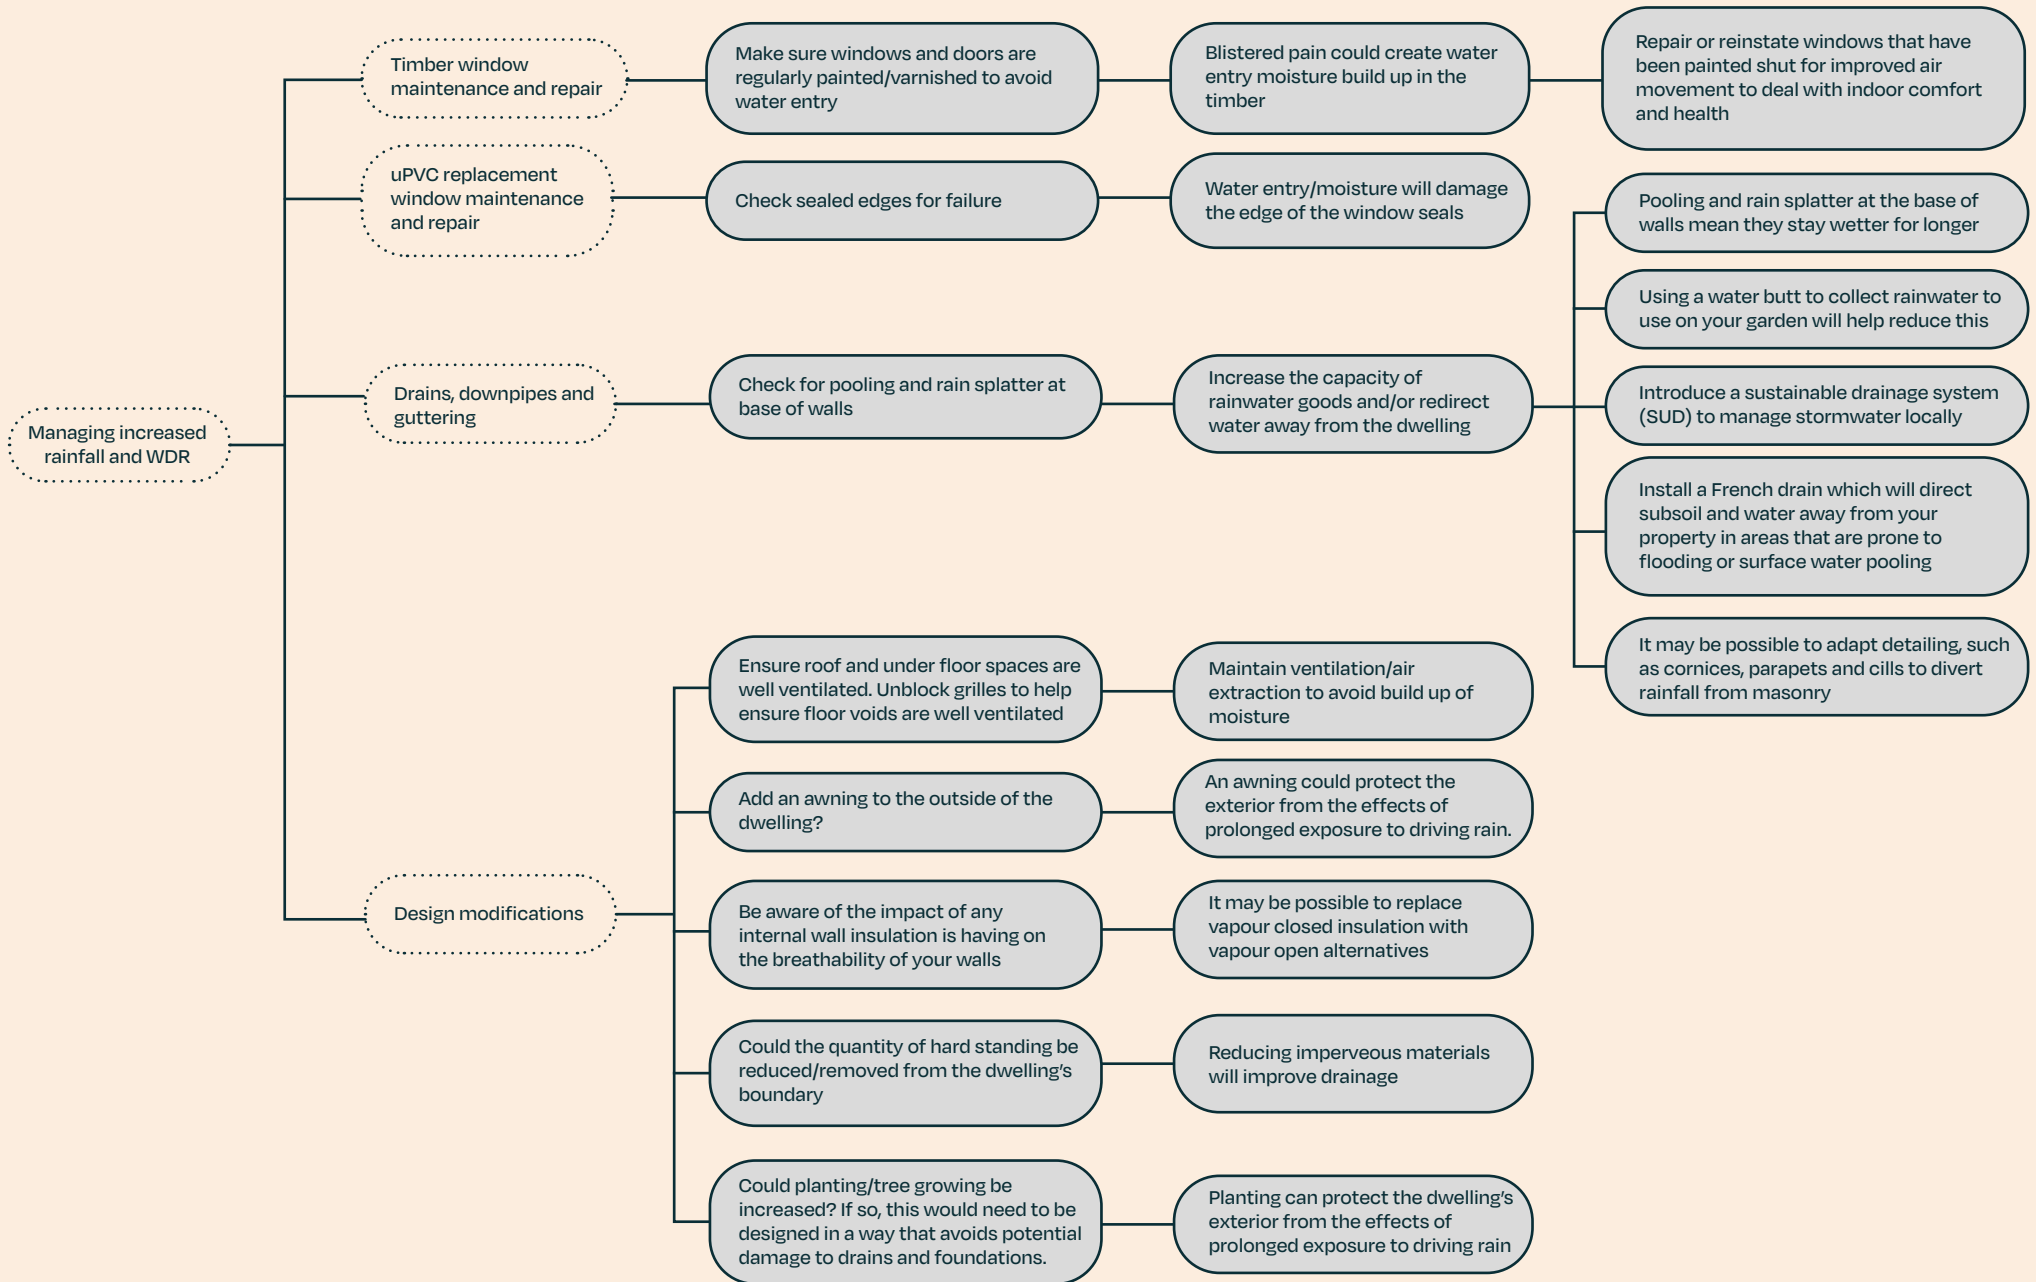 Managing increased
rainfall and WDR
Timber window
maintenance and repair
Make sure windows and doors are
regularly painted/varnished to avoid
water entry
Blistered pain could create water
entry moisture build up in the
timber
Repair or reinstate windows that have
been painted shut for improved air
movement to deal with indoor comfort
and health
uPVC replacement
window maintenance
and repair
Check sealed edges for failure
Water entry/moisture will damage
the edge of the window seals
Drains, downpipes and
guttering
Check for pooling and rain splatter at
base of walls
Increase the capacity of
rainwater goods and/or redirect
water away from the dwelling
Pooling and rain splatter at the base of
walls mean they stay wetter for longer
Using a water butt to collect rainwater to
use on your garden will help reduce this
Introduce a sustainable drainage system
(SUD) to manage stormwater locally
Install a French drain which will direct
subsoil and water away from your
property in areas that are prone to
flooding or surface water pooling
It may be possible to adapt detailing, such
as cornices, parapets and cills to divert
rainfall from masonry
Design modifications
Ensure roof and under floor spaces are
well ventilated. Unblock grilles to help
ensure floor voids are well ventilated
Maintain ventilation/air
extraction to avoid build up of
moisture
Add an awning to the outside of the
dwelling?
An awning could protect the
exterior from the effects of
prolonged exposure to driving rain.
Be aware of the impact of any
internal wall insulation is having on
the breathability of your walls
It may be possible to replace
vapour closed insulation with
vapour open alternatives
Could the quantity of hard standing be
reduced/removed from the dwelling’s
boundary
Reducing imperveous materials
will improve drainage
Could planting/tree growing be
increased? If so, this would need to be
designed in a way that avoids potential
damage to drains and foundations.
Planting can protect the dwelling’s
exterior from the effects of
prolonged exposure to driving rain